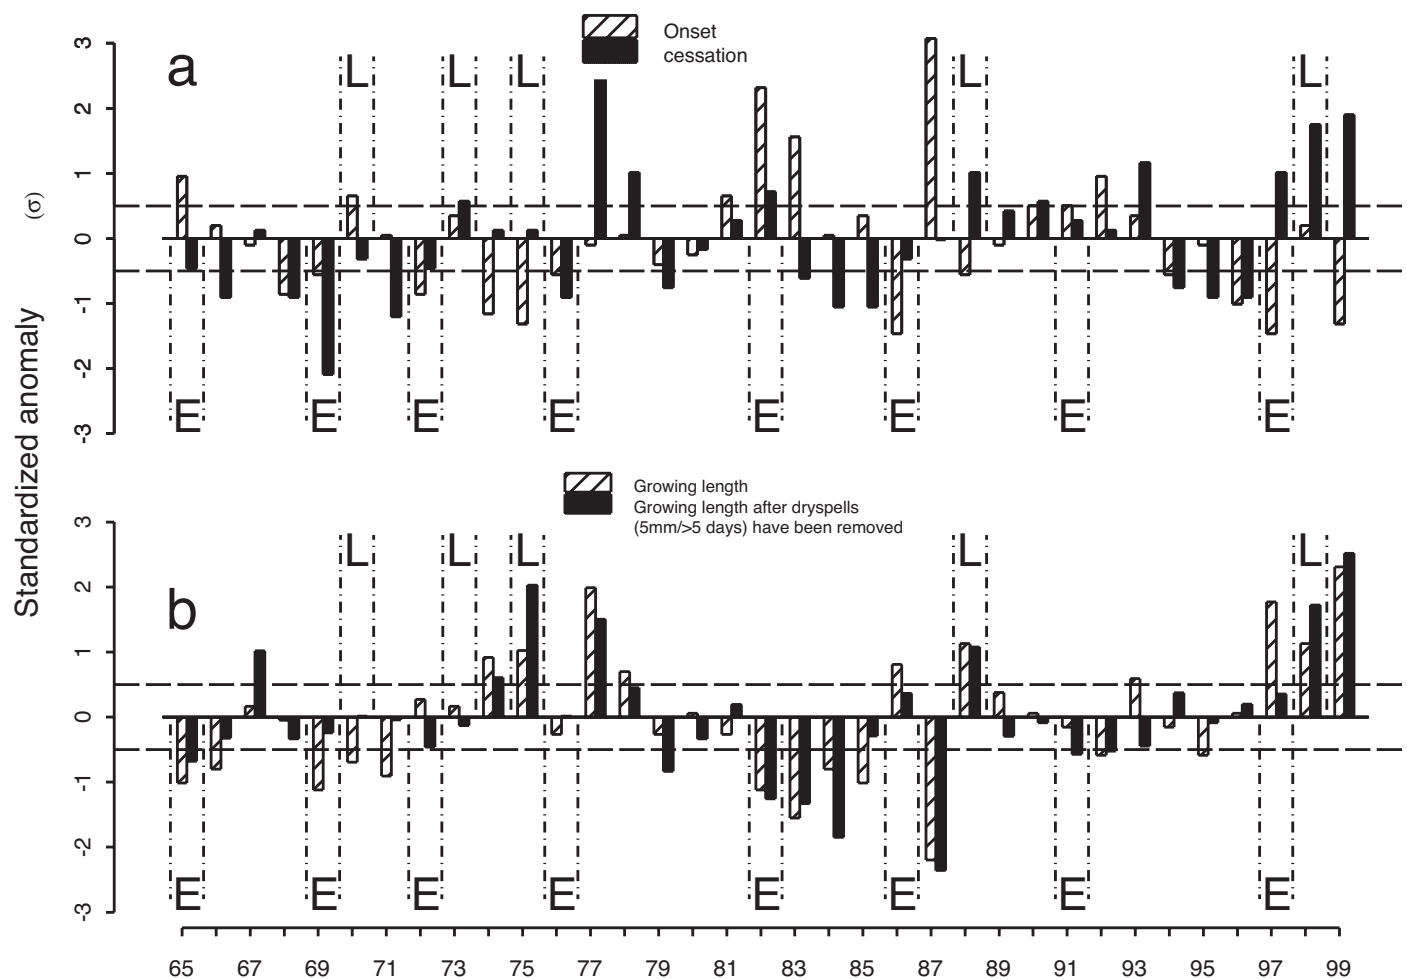 Onset
cessation
a
3
2
1
0
-1
-2
-3
L L L L L
E E E E E E E E
Standardized anomaly (σ)
Growing length
Growing length after dryspells
(5mm/>5 days) have been removed
b
3
2
1
0
-1
-2
-3
L L L L L
E E E E E E E E
65 67 69 71 73 75 77 79 81 83 85 87 89 91 93 95 97 99